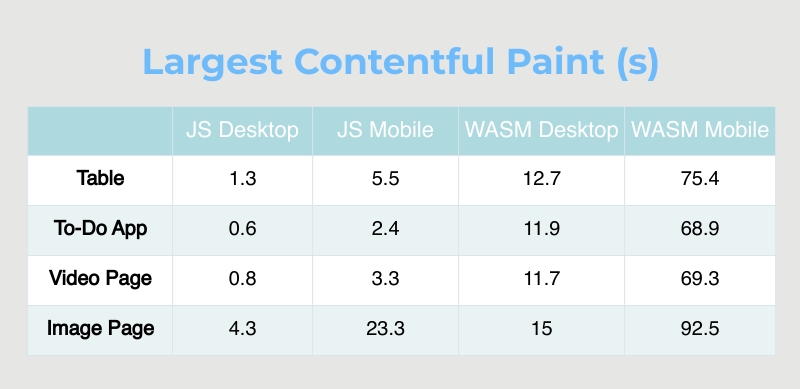 Largest Contentful Paint (s)
JS Desktop JS Mobile WASM Desktop WASM Mobile
Table 1.3 5.5 12.7 75.4
To-Do App 0.6 2.4 11.9 68.9
Video Page 0.8 3.3 11.7 69.3
Image Page 4.3 23.3 15 92.5